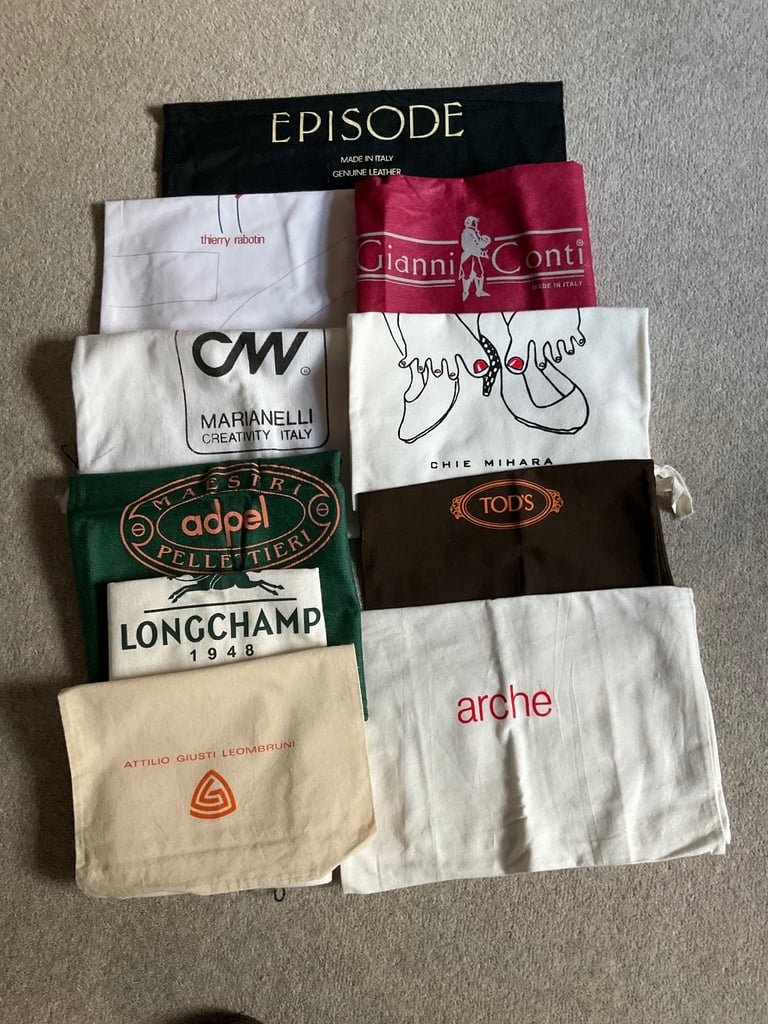 EPISODE
MADE IN ITALY
GENUINE LEATHER
thierry rabotin
Gianni Conti®
MADE IN ITALY
CMW®
MARIANELLI
CREATIVITY ITALY
CHIE MIHARA
MAESTRI
adpel
PELLETTIERI
TOD'S
LONGCHAMP
1948
arche
ATTILIO GIUSTI LEOMBRUNI